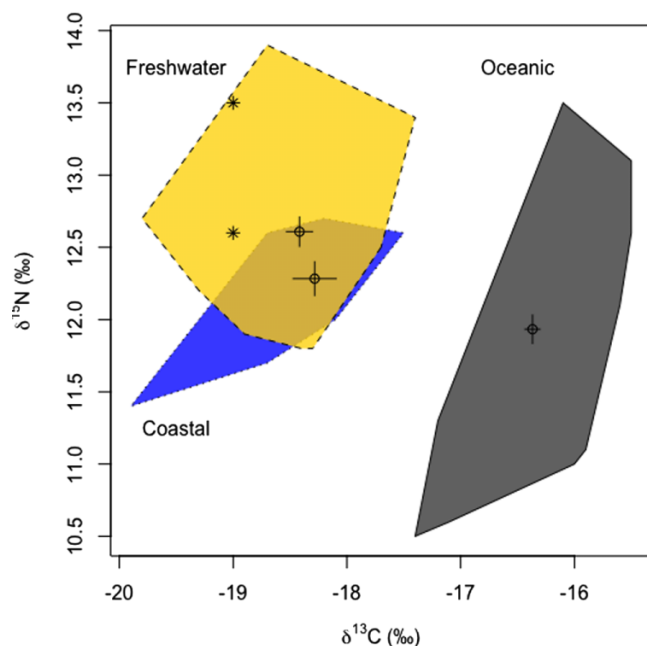 Freshwater
Oceanic
Coastal
δ¹⁵N (‰)
14.0
13.5
13.0
12.5
12.0
11.5
11.0
10.5
-20
-19
-18
-17
-16
δ¹³C (‰)